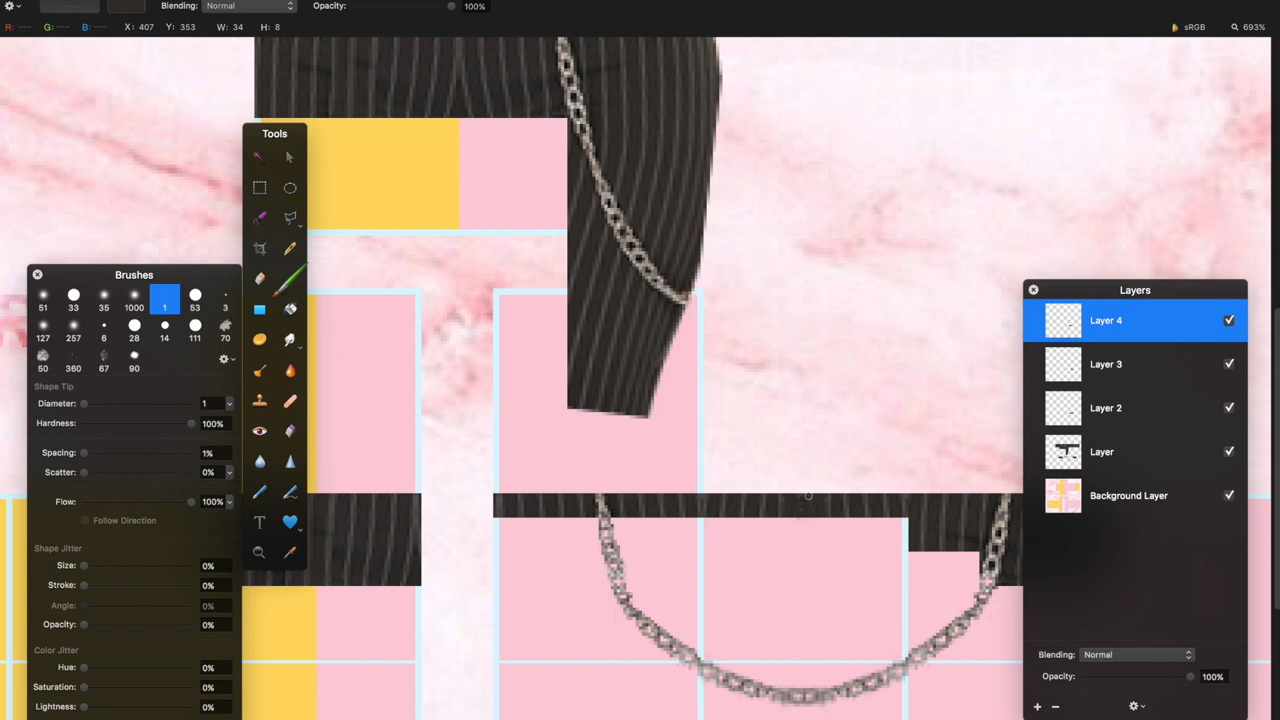 Blending: Normal Opacity: 100%
R: G: B: X: 407 Y: 353 W: 34 H: 8 sRGB 693%
Tools
T
Brushes
51 33 35 1000 1 53 3
127 257 6 28 14 111 70
50 360 67 90
Shape Tip
Diameter: 1
Hardness: 100%
Spacing: 1%
Scatter: 0%
Flow: 100%
Follow Direction
Shape Jitter
Size: 0%
Stroke: 0%
Angle: 0%
Opacity: 0%
Color Jitter
Hue: 0%
Saturation: 0%
Lightness: 0%
Layers
Layer 4
Layer 3
Layer 2
Layer
Background Layer
Blending: Normal
Opacity: 100%